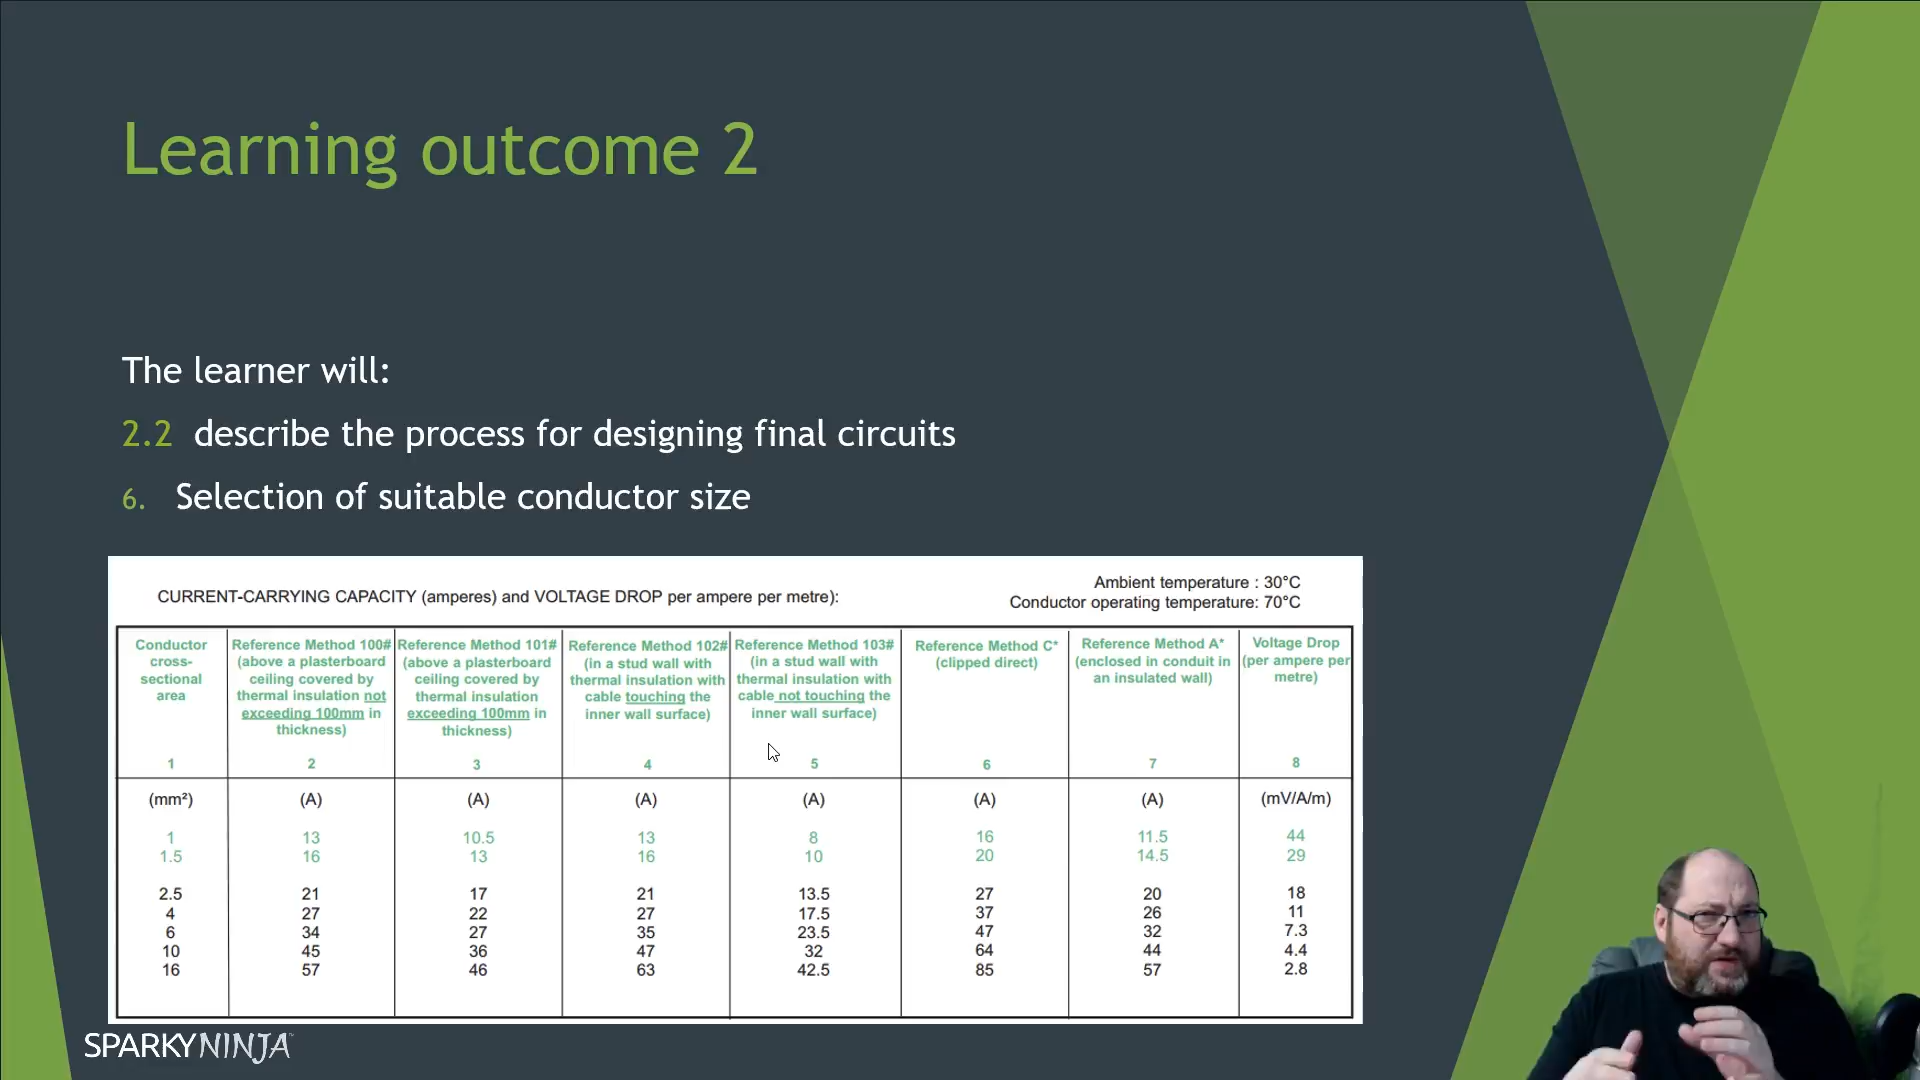 Learning outcome 2
The learner will:
2.2 describe the process for designing final circuits
6. Selection of suitable conductor size
CURRENT-CARRYING CAPACITY (amperes) and VOLTAGE DROP per ampere per metre):
Ambient temperature : 30°C
Conductor operating temperature: 70°C
Conductor
cross-
sectional
area
1
Reference Method 100#
(above a plasterboard
ceiling covered by
thermal insulation not
exceeding 100mm in
thickness)
2
Reference Method 101#
(above a plasterboard
ceiling covered by
thermal insulation
exceeding 100mm in
thickness)
3
Reference Method 102#
(in a stud wall with
thermal insulation with
cable touching the
inner wall surface)
4
Reference Method 103#
(in a stud wall with
thermal insulation with
cable not touching the
inner wall surface)
5
Reference Method C*
(clipped direct)
6
Reference Method A*
(enclosed in conduit in
an insulated wall)
7
Voltage Drop
(per ampere per
metre)
8
(mm²) (A) (A) (A) (A) (A) (A) (mV/A/m)
1 13 10.5 13 8 16 11.5 44
1.5 16 13 16 10 20 14.5 29
2.5 21 17 21 13.5 27 20 18
4 27 22 27 17.5 37 26 11
6 34 27 35 23.5 47 32 7.3
10 45 36 47 32 64 44 4.4
16 57 46 63 42.5 85 57 2.8
SPARKYNINJA